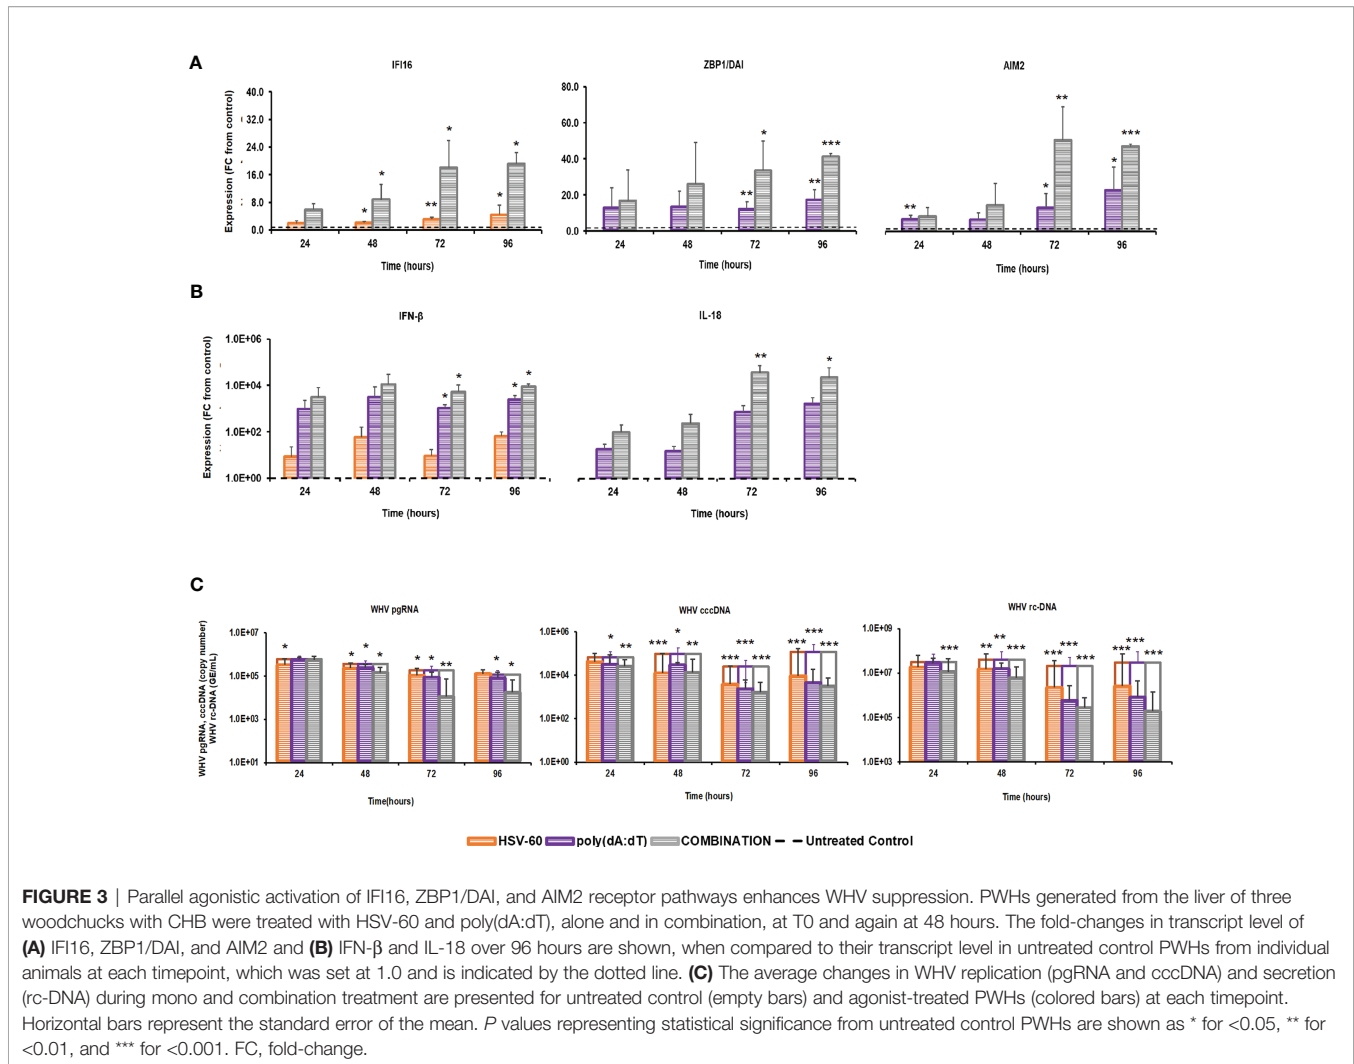 A
IFI16
ZBP1/DAI
AIM2
Expression (FC from control)
40.0
32.0
24.0
16.0
8.0
0.0
* * ** * * *
24 48 72 96
Time (hours)
80.0
60.0
40.0
20.0
0.0
** * ** ***
24 48 72 96
Time (hours)
** * ** * ***
24 48 72 96
Time (hours)
B
IFN-β
IL-18
Expression (FC from control)
1.0E+06
1.0E+04
1.0E+02
1.0E+00
* * * *
24 48 72 96
Time (hours)
** *
24 48 72 96
Time (hours)
C
WHV pgRNA
WHV cccDNA
WHV rc-DNA
WHV pgRNA, cccDNA (copy number)
WHV rc-DNA (GE/mL)
1.0E+07
1.0E+05
1.0E+03
1.0E+01
* * * * * * ** * *
24 48 72 96
Time(hours)
1.0E+06
1.0E+04
1.0E+02
1.0E+00
* ** *** * ** *** *** *** *** *** ***
24 48 72 96
Time (hours)
1.0E+09
1.0E+07
1.0E+05
1.0E+03
*** ** ** *** *** *** *** *** *** ***
24 48 72 96
Time (hours)
HSV-60 poly(dA:dT) COMBINATION Untreated Control
FIGURE 3 | Parallel agonistic activation of IFI16, ZBP1/DAI, and AIM2 receptor pathways enhances WHV suppression. PWHs generated from the liver of three
woodchucks with CHB were treated with HSV-60 and poly(dA:dT), alone and in combination, at T0 and again at 48 hours. The fold-changes in transcript level of
(A) IFI16, ZBP1/DAI, and AIM2 and (B) IFN-β and IL-18 over 96 hours are shown, when compared to their transcript level in untreated control PWHs from individual
animals at each timepoint, which was set at 1.0 and is indicated by the dotted line. (C) The average changes in WHV replication (pgRNA and cccDNA) and secretion
(rc-DNA) during mono and combination treatment are presented for untreated control (empty bars) and agonist-treated PWHs (colored bars) at each timepoint.
Horizontal bars represent the standard error of the mean. P values representing statistical significance from untreated control PWHs are shown as * for <0.05, ** for
<0.01, and *** for <0.001. FC, fold-change.